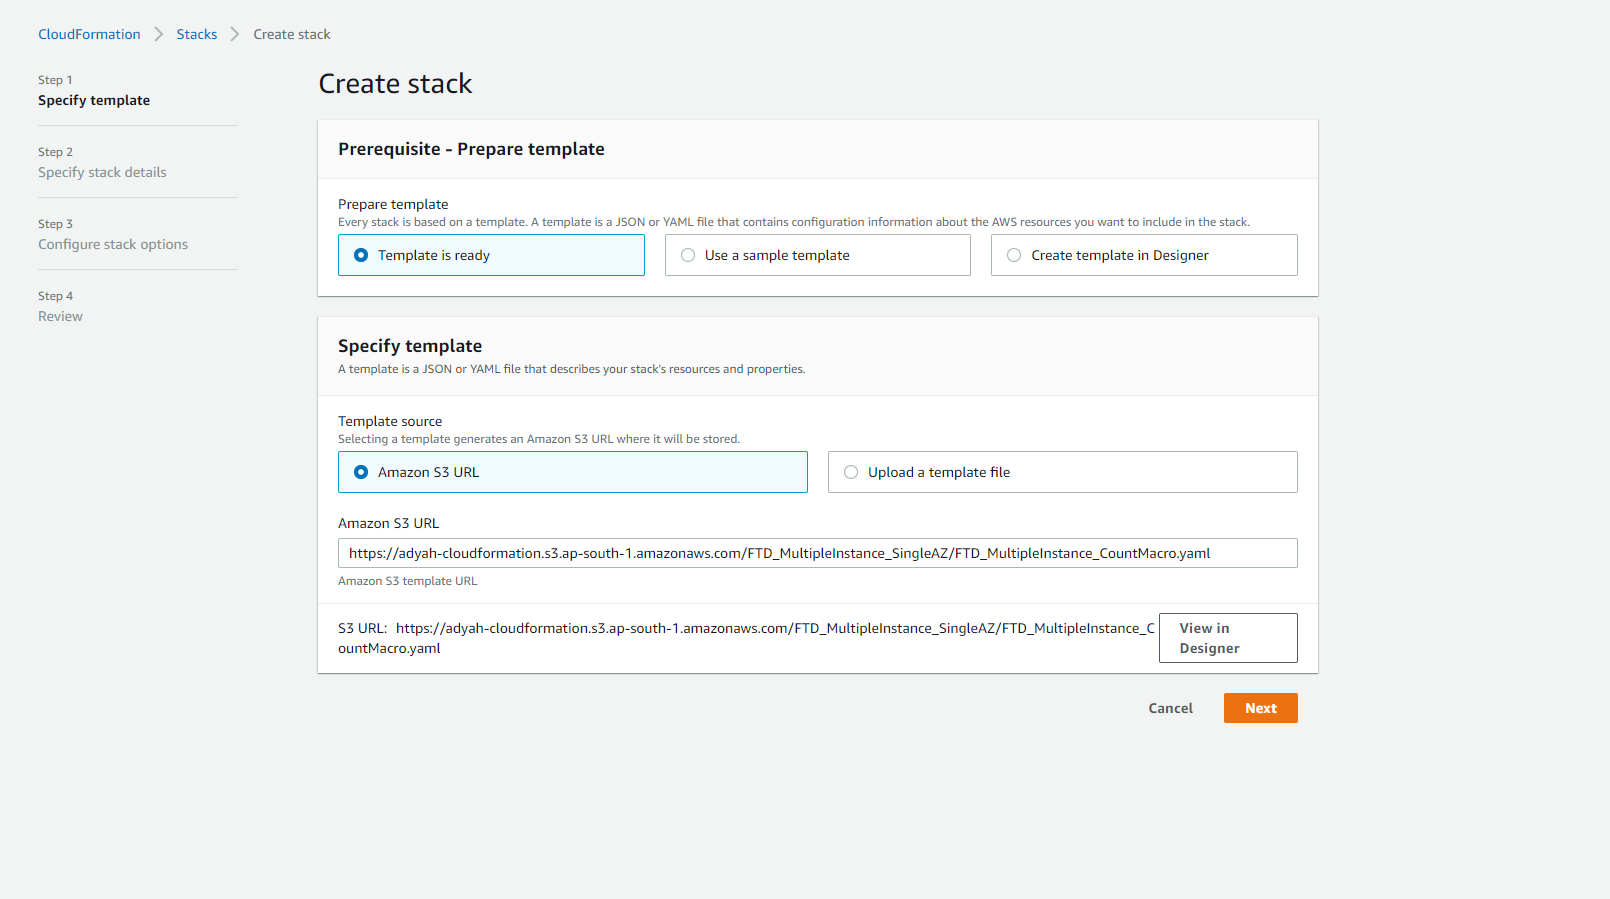 CloudFormation
Stacks
Create stack
Step 1
Specify template
Step 2
Specify stack details
Step 3
Configure stack options
Step 4
Review
Create stack
Prerequisite - Prepare template
Prepare template
Every stack is based on a template. A template is a JSON or YAML file that contains configuration information about the AWS resources you want to include in the stack.
Template is ready
Use a sample template
Create template in Designer
Specify template
A template is a JSON or YAML file that describes your stack's resources and properties.
Template source
Selecting a template generates an Amazon S3 URL where it will be stored.
Amazon S3 URL
Upload a template file
Amazon S3 URL
https://adyah-cloudformation.s3.ap-south-1.amazonaws.com/FTD_MultipleInstance_SingleAZ/FTD_MultipleInstance_CountMacro.yaml
Amazon S3 template URL
S3 URL: https://adyah-cloudformation.s3.ap-south-1.amazonaws.com/FTD_MultipleInstance_SingleAZ/FTD_MultipleInstance_C
ountMacro.yaml
View in
Designer
Cancel
Next